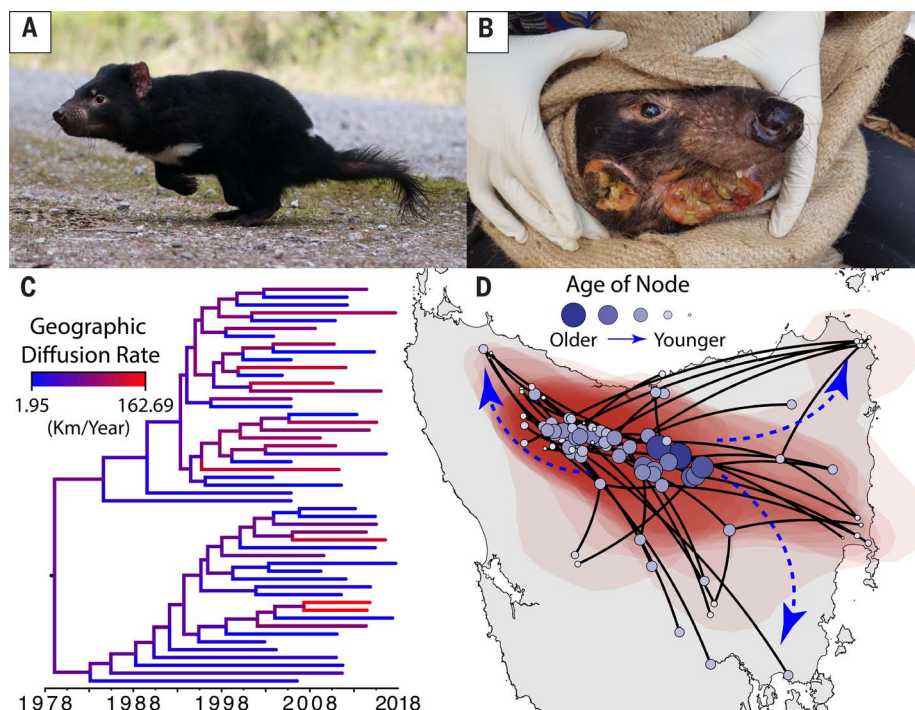 A
B
C
Geographic
Diffusion Rate
1.95
162.69
(Km/Year)
1978
1988
1998
2008
2018
D
Age of Node
Older
Younger